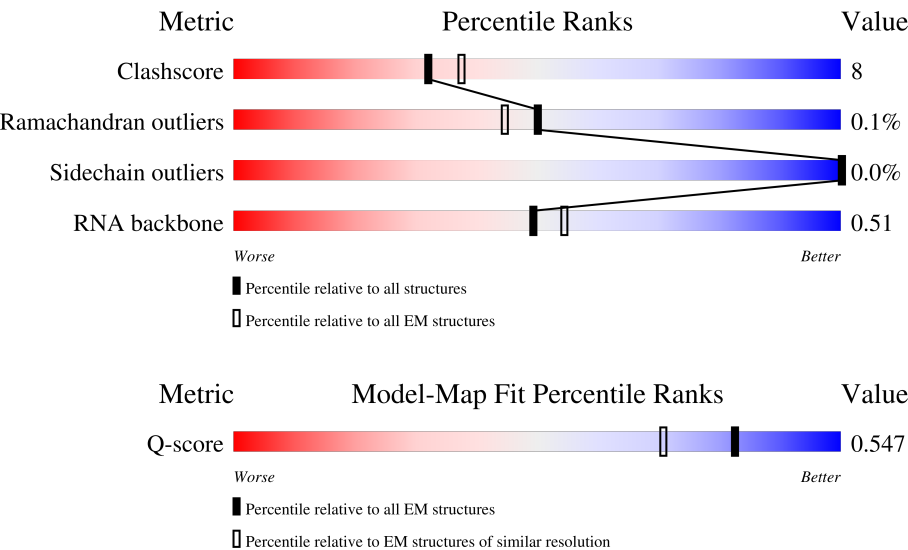 Metric Percentile Ranks Value
Clashscore 8
Ramachandran outliers 0.1%
Sidechain outliers 0.0%
RNA backbone 0.51
Worse Better
Percentile relative to all structures
Percentile relative to all EM structures
Metric Model-Map Fit Percentile Ranks Value
Q-score 0.547
Worse Better
Percentile relative to all EM structures
Percentile relative to EM structures of similar resolution